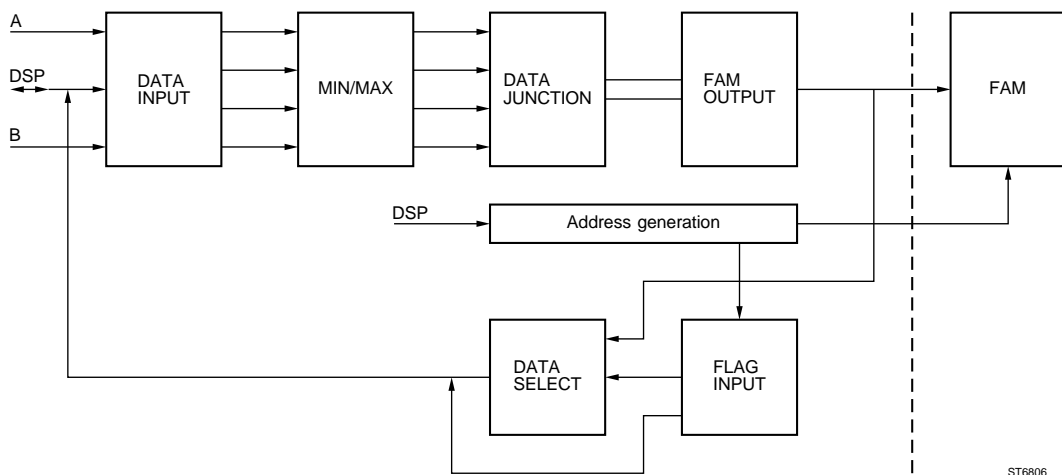 A
DSP
B
DATA
INPUT
MIN/MAX
DATA
JUNCTION
FAM
OUTPUT
FAM
DSP
Address generation
DATA
SELECT
FLAG
INPUT
ST6806